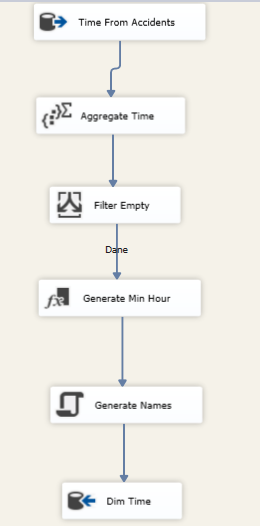 Time From Accidents
Aggregate Time
Filter Empty
Dane
Generate Min Hour
Generate Names
Dim Time